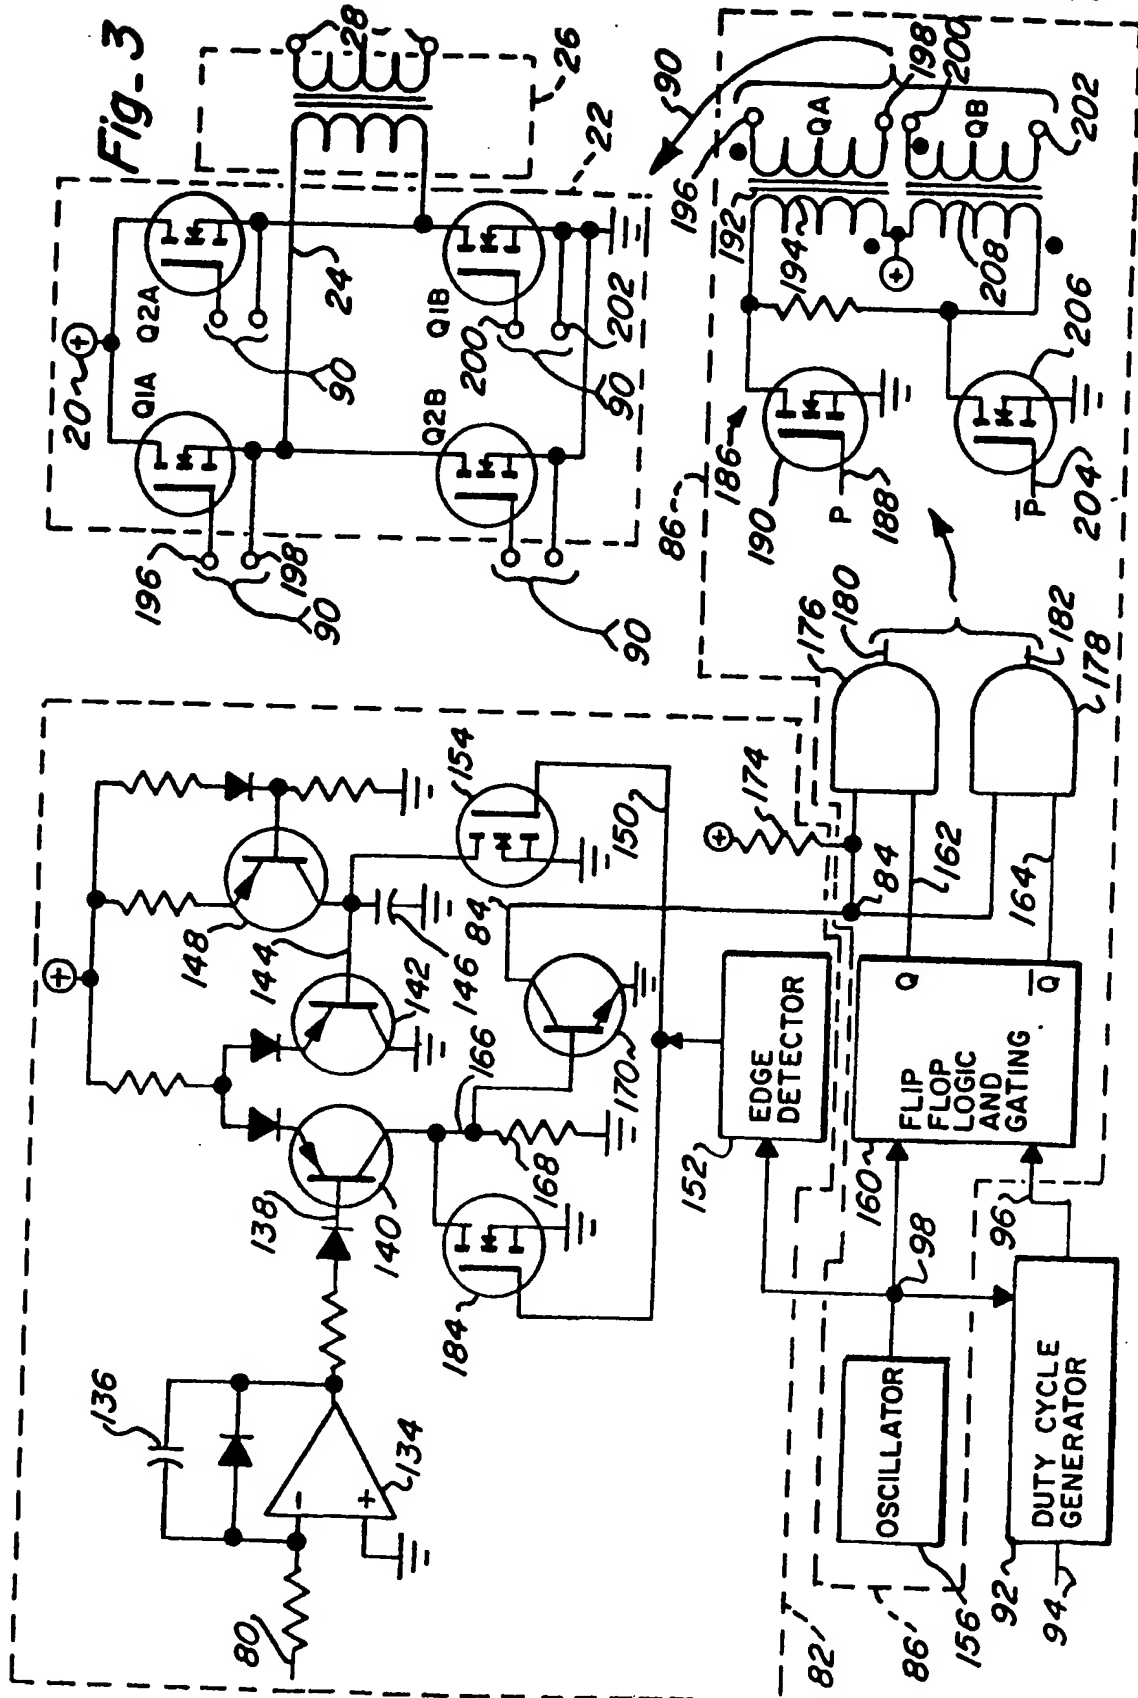 Fig-3
28
26
22
20
Q1A
Q2A
24
196
198
90
90
Q2B
Q1B
200
202
90
90
148
144
142
146
154
150
84
138
140
166
168
170
184
136
134
80
152
EDGE
DETECTOR
174
84
176
180
182
178
162
164
160
FLIP
FLOP
LOGIC
AND
GATING
Q
Q̅
98
96
OSCILLATOR
156
DUTY CYCLE
GENERATOR
92
94
82'
86'
86
186
190
P
188
P̅
204
206
208
192
194
196
QA
198
200
QB
202
90